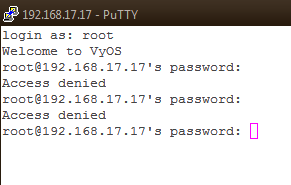 192.168.17.17 - PuTTY
login as: root
Welcome to VyOS
root@192.168.17.17's password:
Access denied
root@192.168.17.17's password:
Access denied
root@192.168.17.17's password: